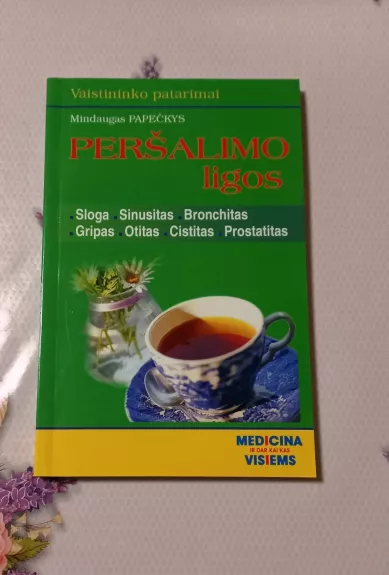 Vaistininko patarimai
Mindaugas PAPEČKYS
PERŠALIMO
ligos
Sloga Sinusitas Bronchitas
Gripas Otitas Cistitas Prostatitas
MEDICINA
IR DAR KAI KAS
VISIEMS